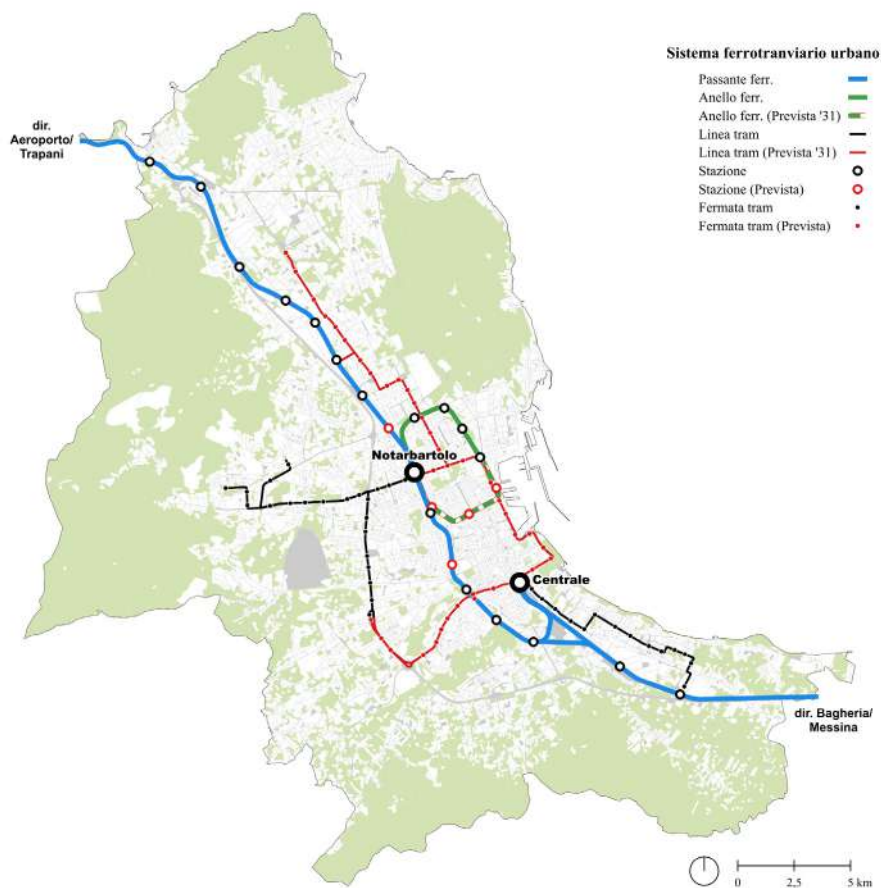 Sistema ferrotranviario urbano
Passante ferr.
Anello ferr.
Anello ferr. (Prevista '31)
Linea tram
Linea tram (Prevista '31)
Stazione
Stazione (Prevista)
Fermata tram
Fermata tram (Prevista)
dir.
Aeroporto/
Trapani
Notarbartolo
Centrale
dir. Bagheria/
Messina
0 2,5 5 km